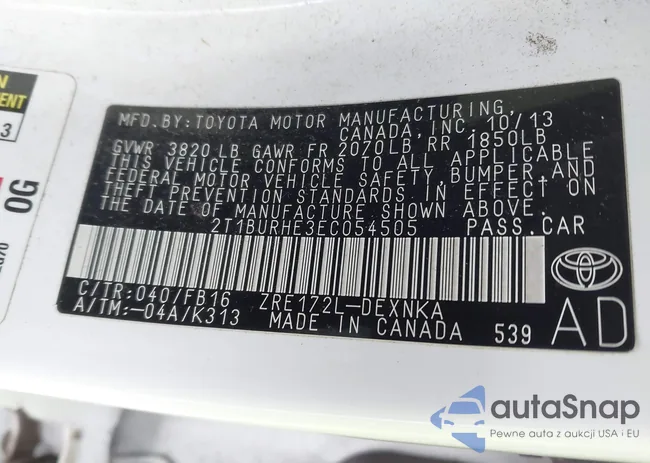 N
EMENT
3
OG
MFD. BY: TOYOTA MOTOR MANUFACTURING,
CANADA, INC. 10/13
GVWR 3820 LB GAWR FR 2070LB RR 1850LB
THIS VEHICLE CONFORMS TO ALL APPLICABLE
FEDERAL MOTOR VEHICLE SAFETY, BUMPER, AND
THEFT PREVENTION STANDARDS IN EFFECT ON
THE DATE OF MANUFACTURE SHOWN ABOVE.
2T1BURHE3EC054505 PASS. CAR
C/TR: 040/FB16 ZRE172L-DEXNKA
A/TM: -04A/K313 MADE IN CANADA 539
AD
autaSnap
Pewne auta z aukcji USA i EU